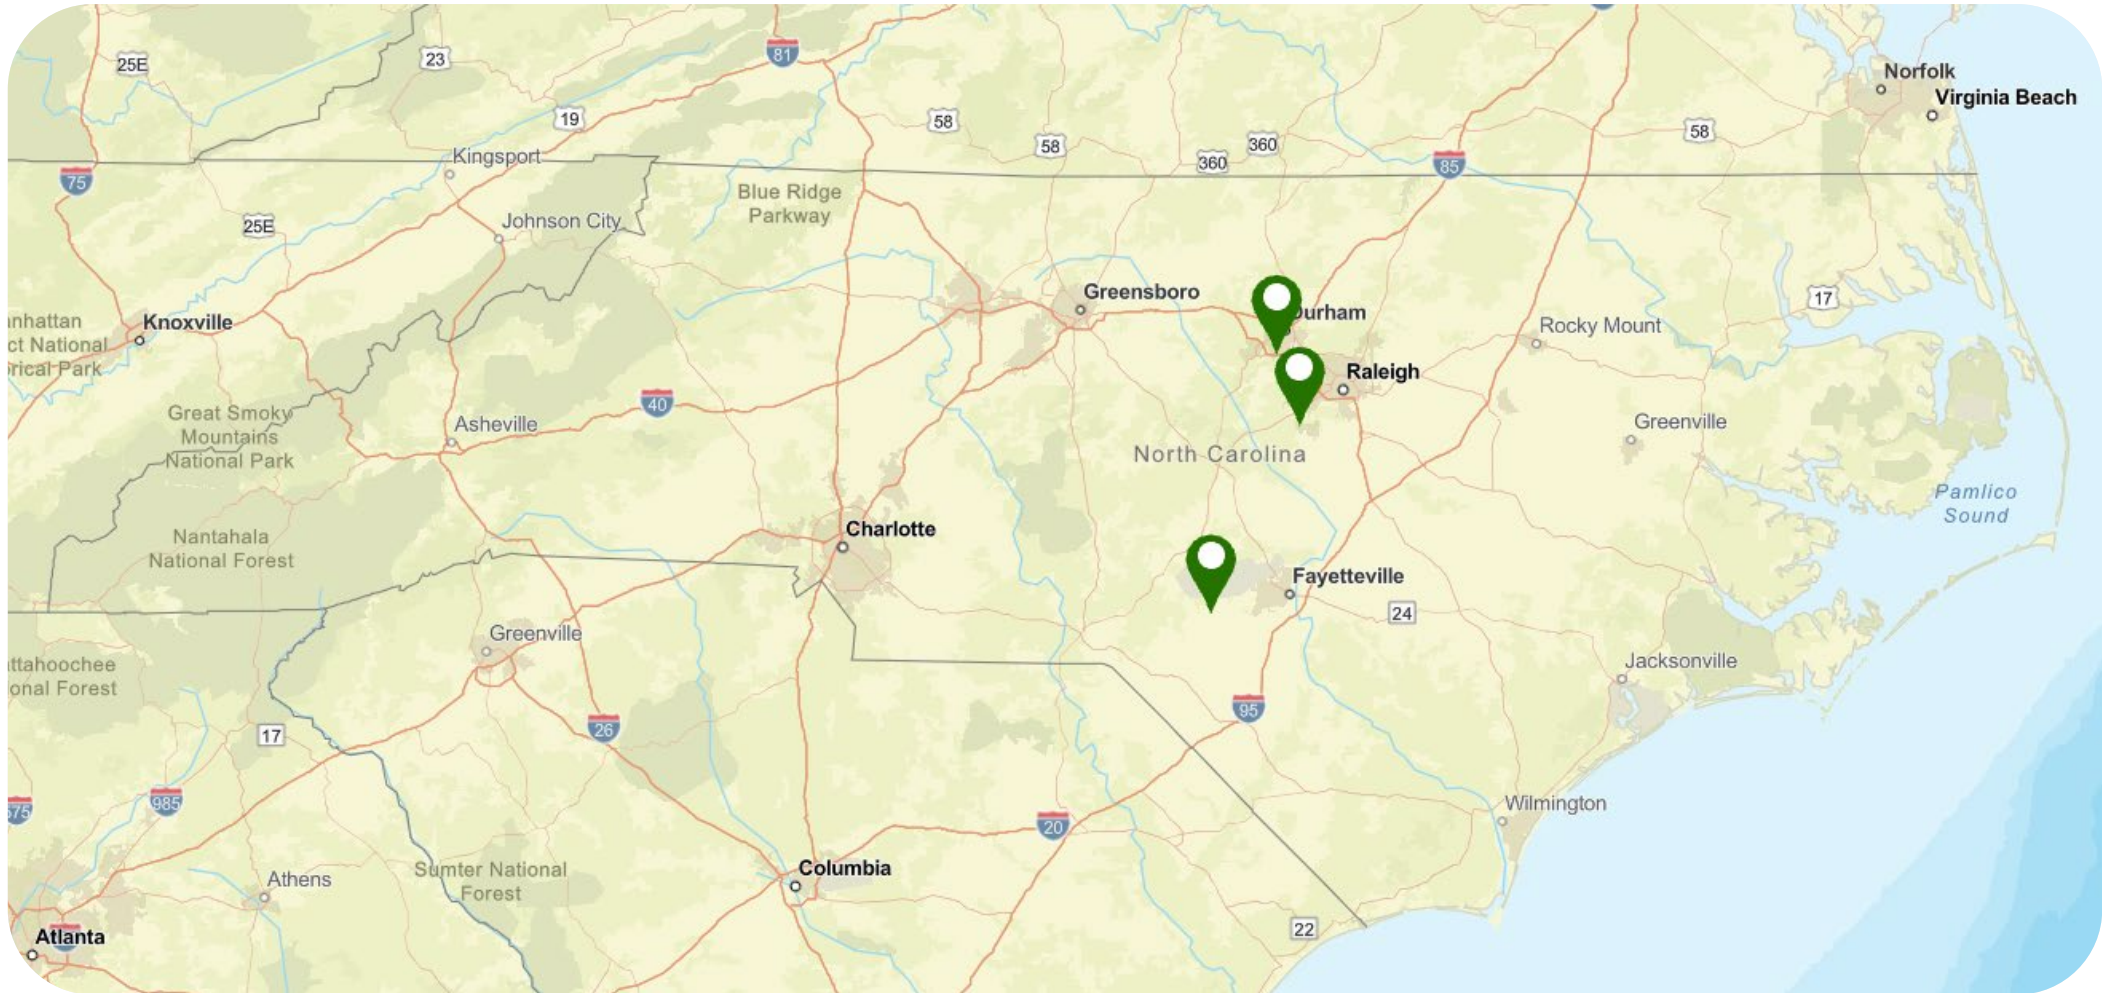 25E
23
81
Norfolk
Virginia Beach
19
58
58
58
360
360
85
Kingsport
75
Blue Ridge
Parkway
25E
Johnson City
Greensboro
17
anhattan
ct National
rical Park
Knoxville
Durham
Rocky Mount
Raleigh
40
Great Smoky
Mountains
National Park
Asheville
Greenville
North Carolina
Pamlico
Sound
Nantahala
National Forest
Charlotte
Fayetteville
24
Greenville
ttahoochee
onal Forest
Jacksonville
95
26
17
985
575
20
Wilmington
Columbia
Sumter National
Forest
Athens
22
Atlanta